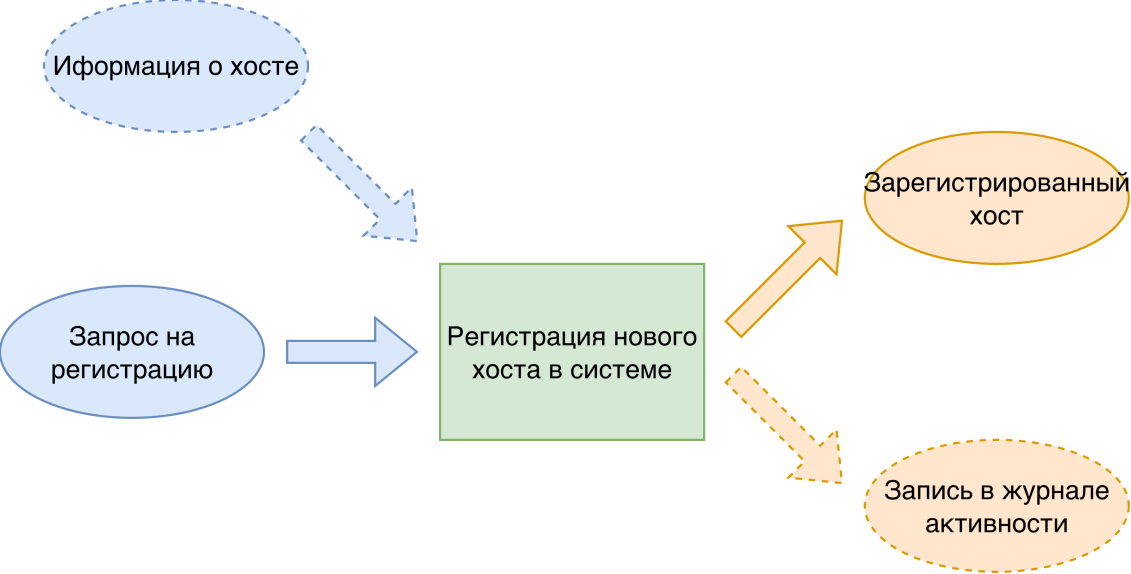 Иформация о хосте
Запрос на
регистрацию
Регистрация нового
хоста в системе
Зарегистрированный
хост
Запись в журнале
активности